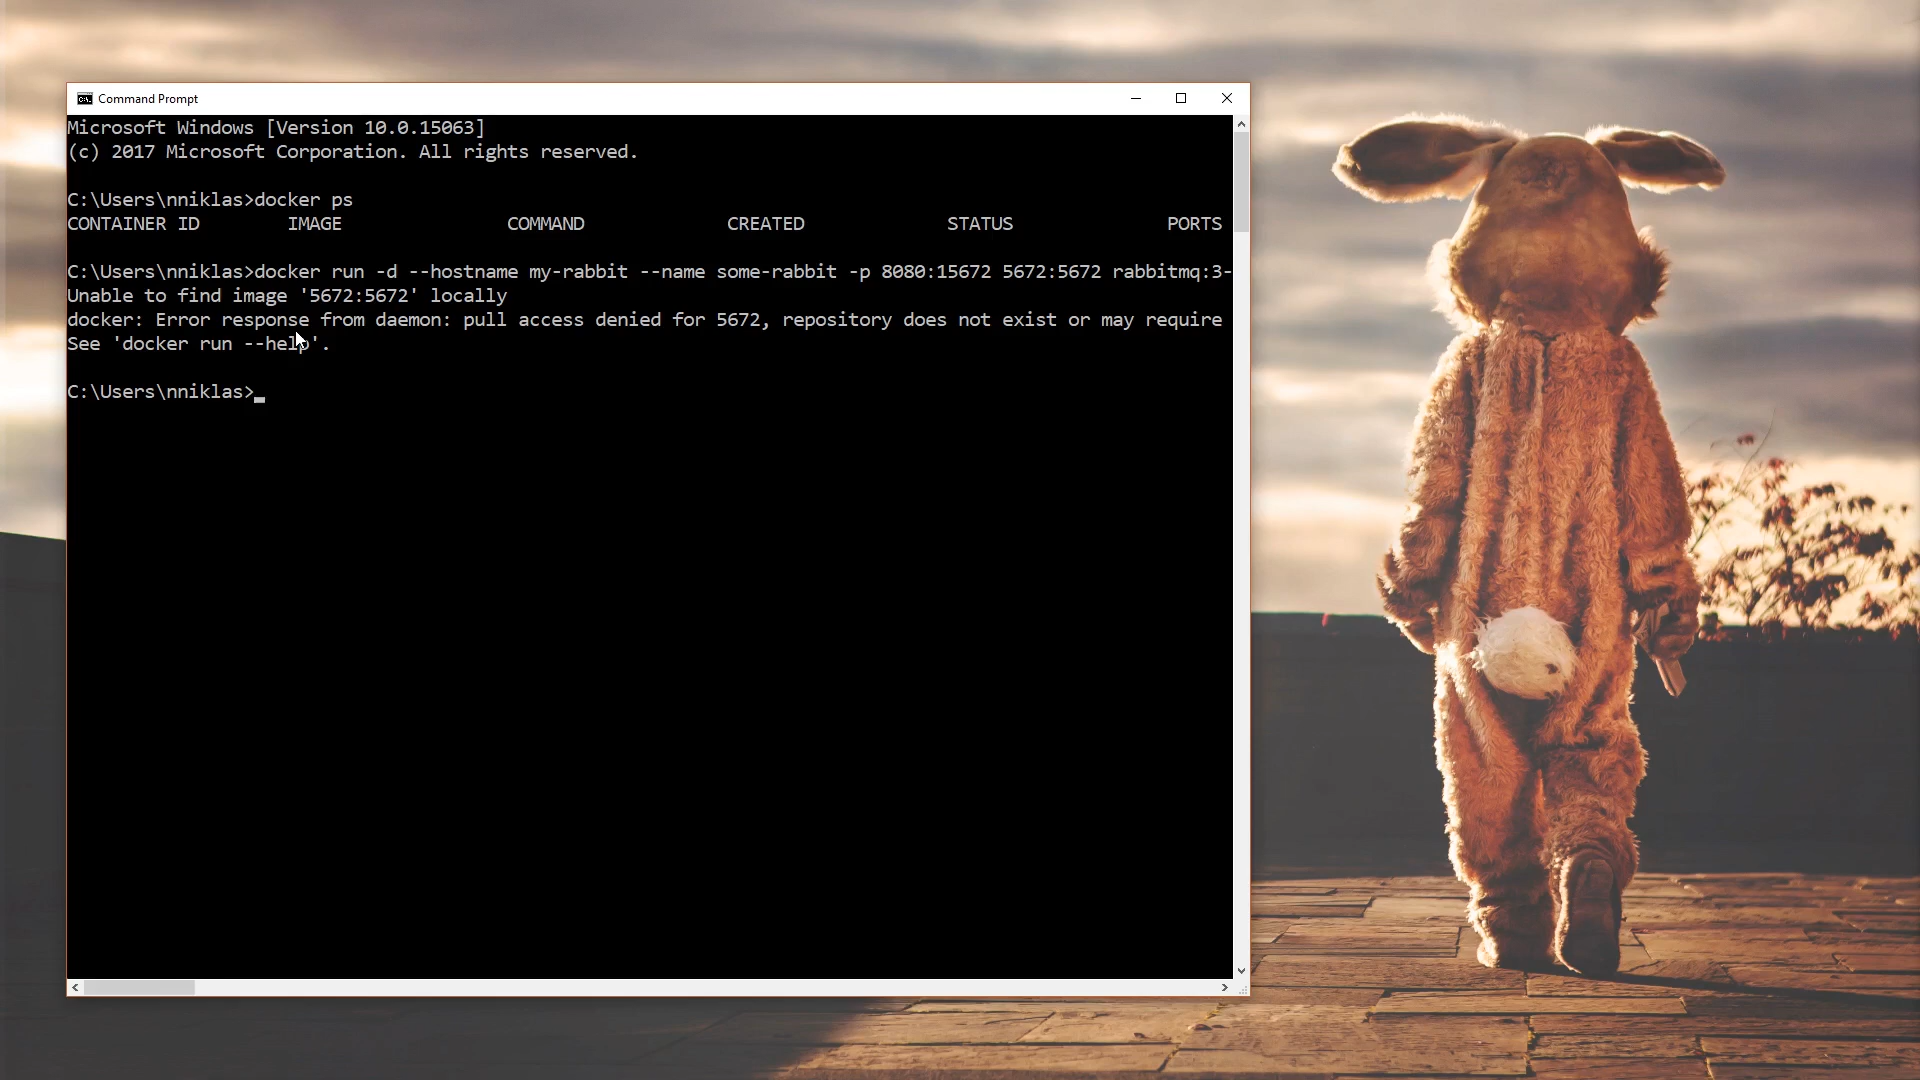 Command Prompt
Microsoft Windows [Version 10.0.15063]
(c) 2017 Microsoft Corporation. All rights reserved.
C:\Users\nniklas>docker ps
CONTAINER ID IMAGE COMMAND CREATED STATUS PORTS
C:\Users\nniklas>docker run -d --hostname my-rabbit --name some-rabbit -p 8080:15672 5672:5672 rabbitmq:3-
Unable to find image '5672:5672' locally
docker: Error response from daemon: pull access denied for 5672, repository does not exist or may require
See 'docker run --help'.
C:\Users\nniklas>